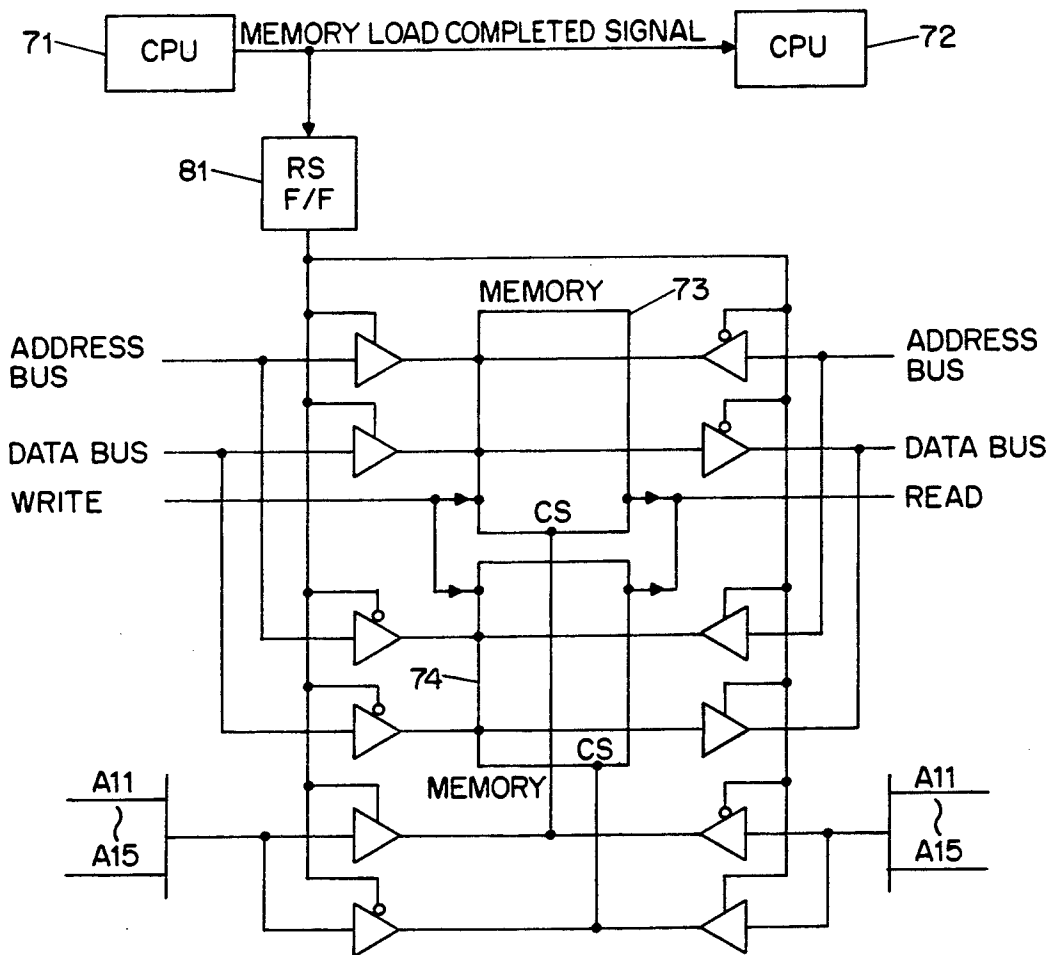 71
CPU
MEMORY LOAD COMPLETED SIGNAL
CPU
72
81
RS
F/F
MEMORY
73
ADDRESS
BUS
ADDRESS
BUS
DATA BUS
DATA BUS
WRITE
READ
CS
74
CS
MEMORY
A11
A15
A11
A15